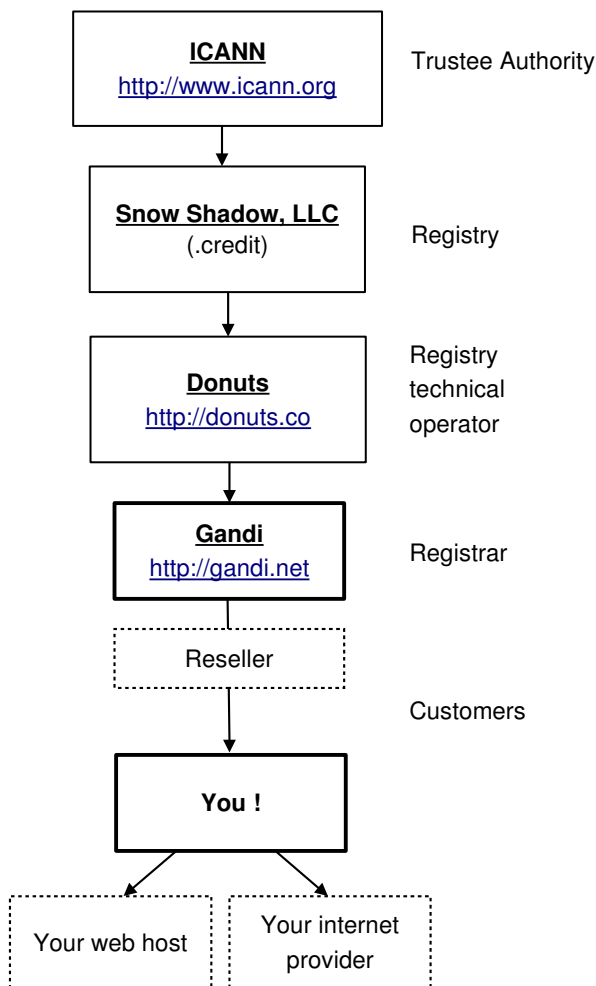 ICANN
http://www.icann.org
Trustee Authority
Snow Shadow, LLC
(.credit)
Registry
Donuts
http://donuts.co
Registry
technical
operator
Gandi
http://gandi.net
Registrar
Reseller
Customers
You !
Your web host
Your internet
provider